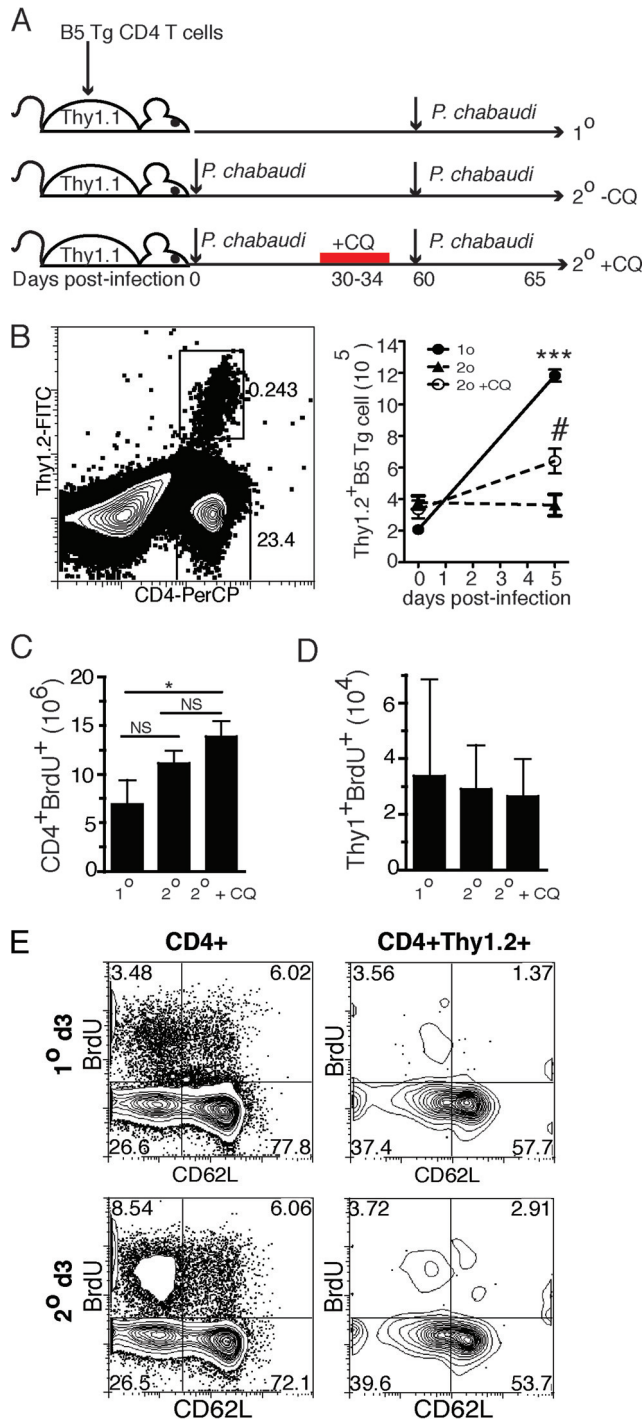 A
B5 Tg CD4 T cells
Thy1.1
P. chabaudi
1°
Thy1.1
P. chabaudi
P. chabaudi
2° -CQ
Thy1.1
P. chabaudi
+CQ
P. chabaudi
2° +CQ
Days post-infection 0
30-34
60
65
B
Thy1.2-FITC
0.243
23.4
CD4-PerCP
Thy1.2+B5 Tg cell (10 5
14
12
10
8
6
4
2
1o
2o
2o +CQ
***
#
0 1 2 3 4 5
days post-infection
C
CD4+BrdU+ (10^6)
20
15
10
5
0
*
NS
NS
1° 2° 2° + CQ
D
Thy1+BrdU+ (10^4)
6
4
2
0
1° 2° 2° + CQ
E
CD4+
CD4+Thy1.2+
1° d3
BrdU
3.48 6.02
26.6 77.8
CD62L
BrdU
3.56 1.37
37.4 57.7
CD62L
2° d3
BrdU
8.54 6.06
26.5 72.1
CD62L
BrdU
3.72 2.91
39.6 53.7
CD62L